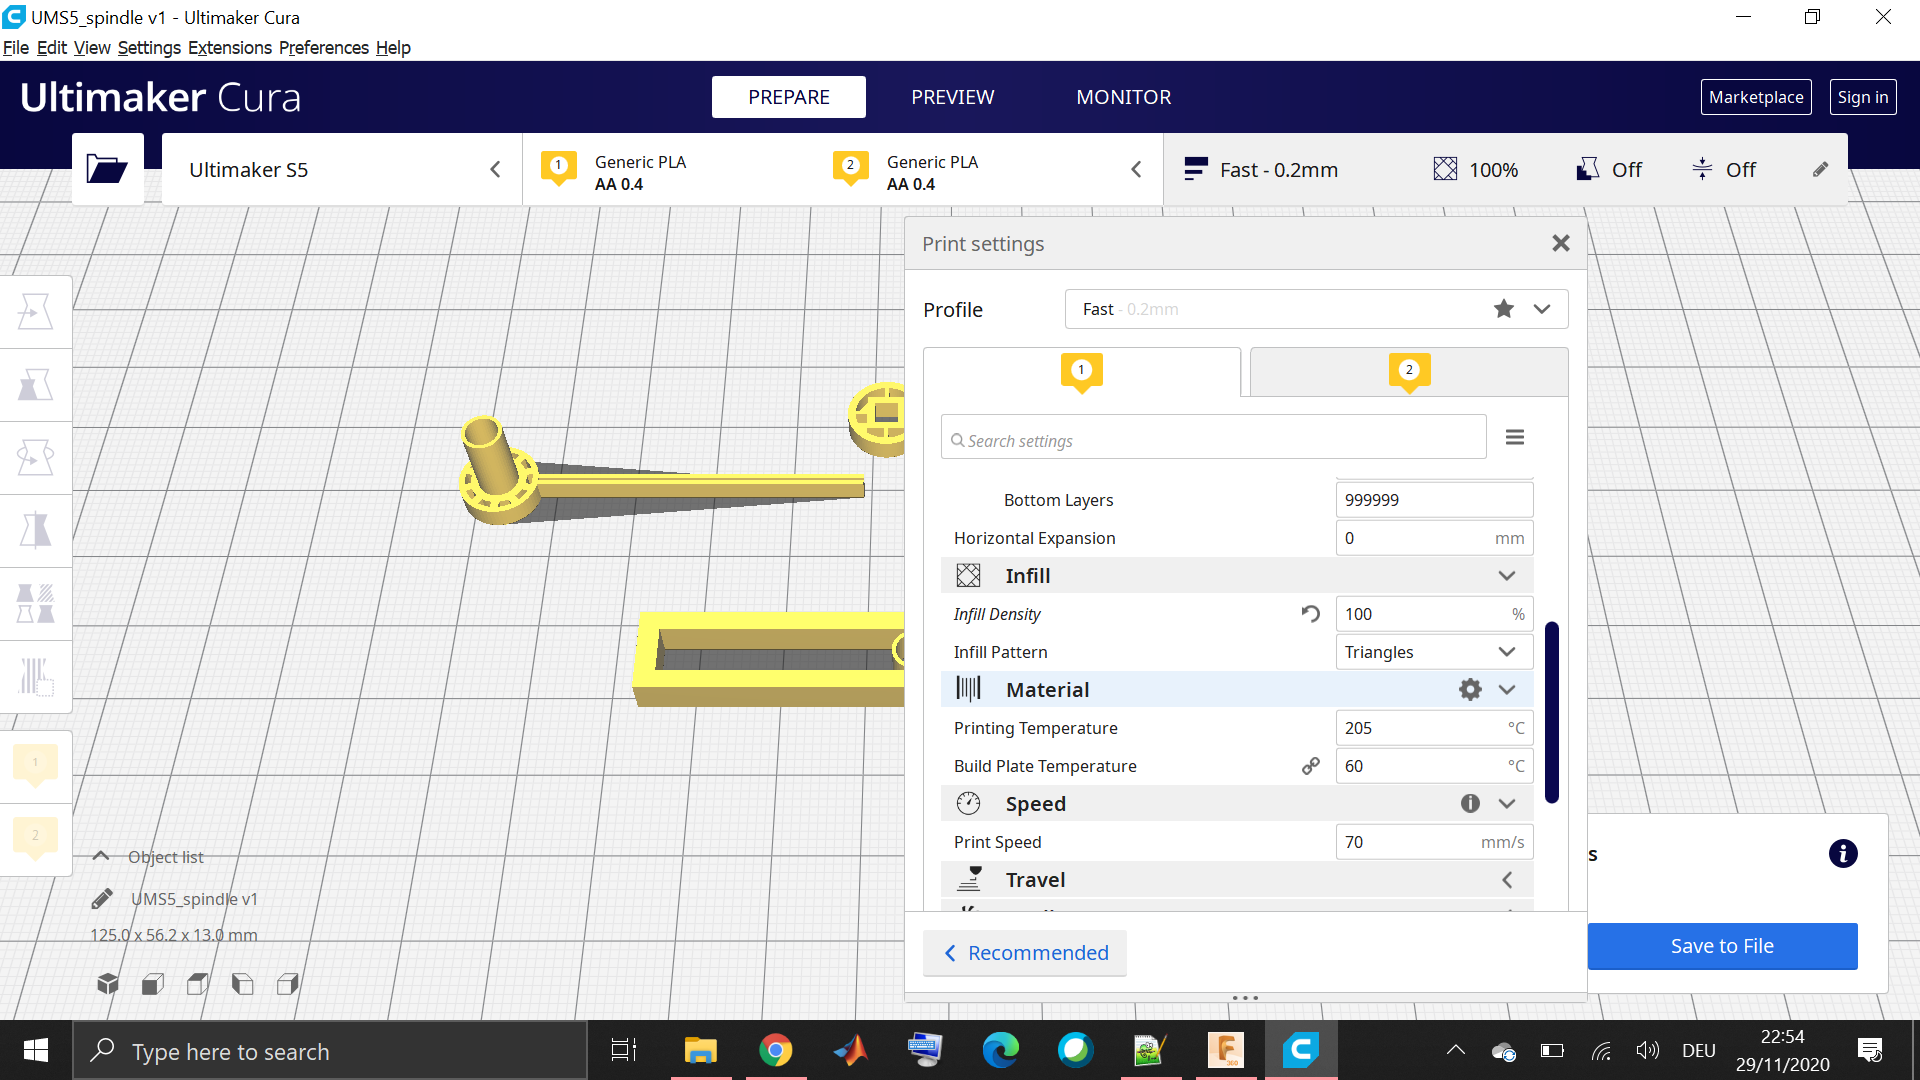 UMS5_spindle v1 - Ultimaker Cura
File Edit View Settings Extensions Preferences Help
Ultimaker Cura
PREPARE
PREVIEW
MONITOR
Marketplace
Sign in
Ultimaker S5
1
Generic PLA
AA 0.4
2
Generic PLA
AA 0.4
Fast - 0.2mm
100%
Off
Off
Print settings
Profile
Fast - 0.2mm
1
2
Search settings
Bottom Layers
999999
Horizontal Expansion
0 mm
Infill
Infill Density
100 %
Infill Pattern
Triangles
Material
Printing Temperature
205 °C
Build Plate Temperature
60 °C
Speed
Print Speed
70 mm/s
Travel
Recommended
1
2
Object list
UMS5_spindle v1
125.0 x 56.2 x 13.0 mm
s
Save to File
Type here to search
F
360
DEU
22:54
29/11/2020